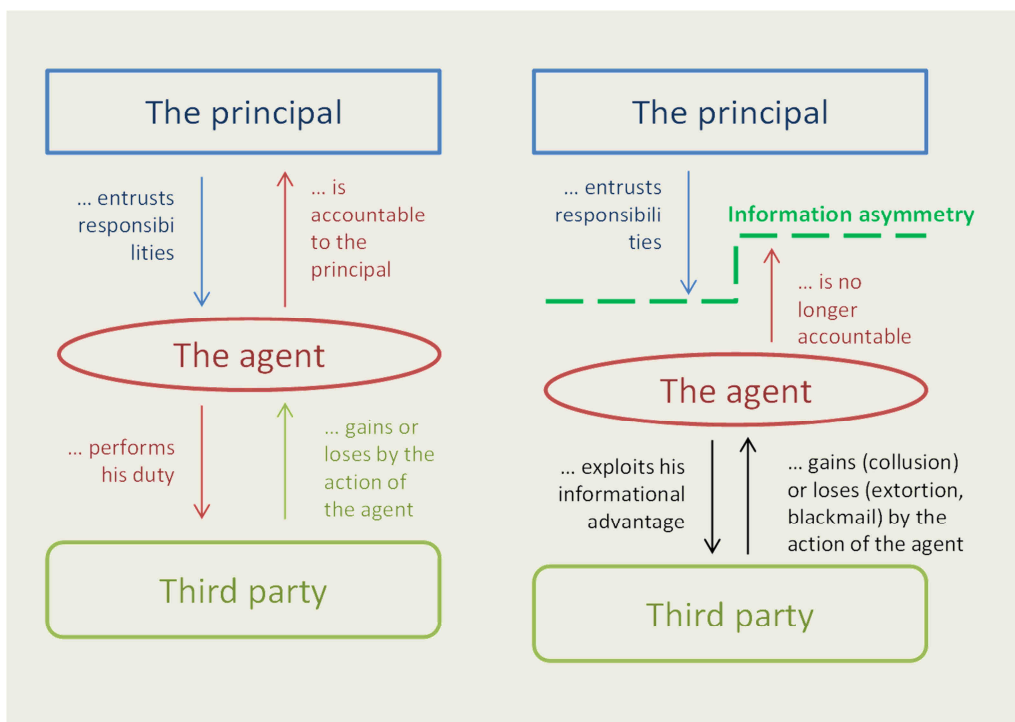 The principal
... entrusts
responsibi
lities
... is
accountable
to the
principal
The agent
... performs
his duty
... gains or
loses by the
action of
the agent
Third party
The principal
... entrusts
responsibili
ties
Information asymmetry
... is no
longer
accountable
The agent
... exploits his
informational
advantage
... gains (collusion)
or loses (extortion,
blackmail) by the
action of the agent
Third party